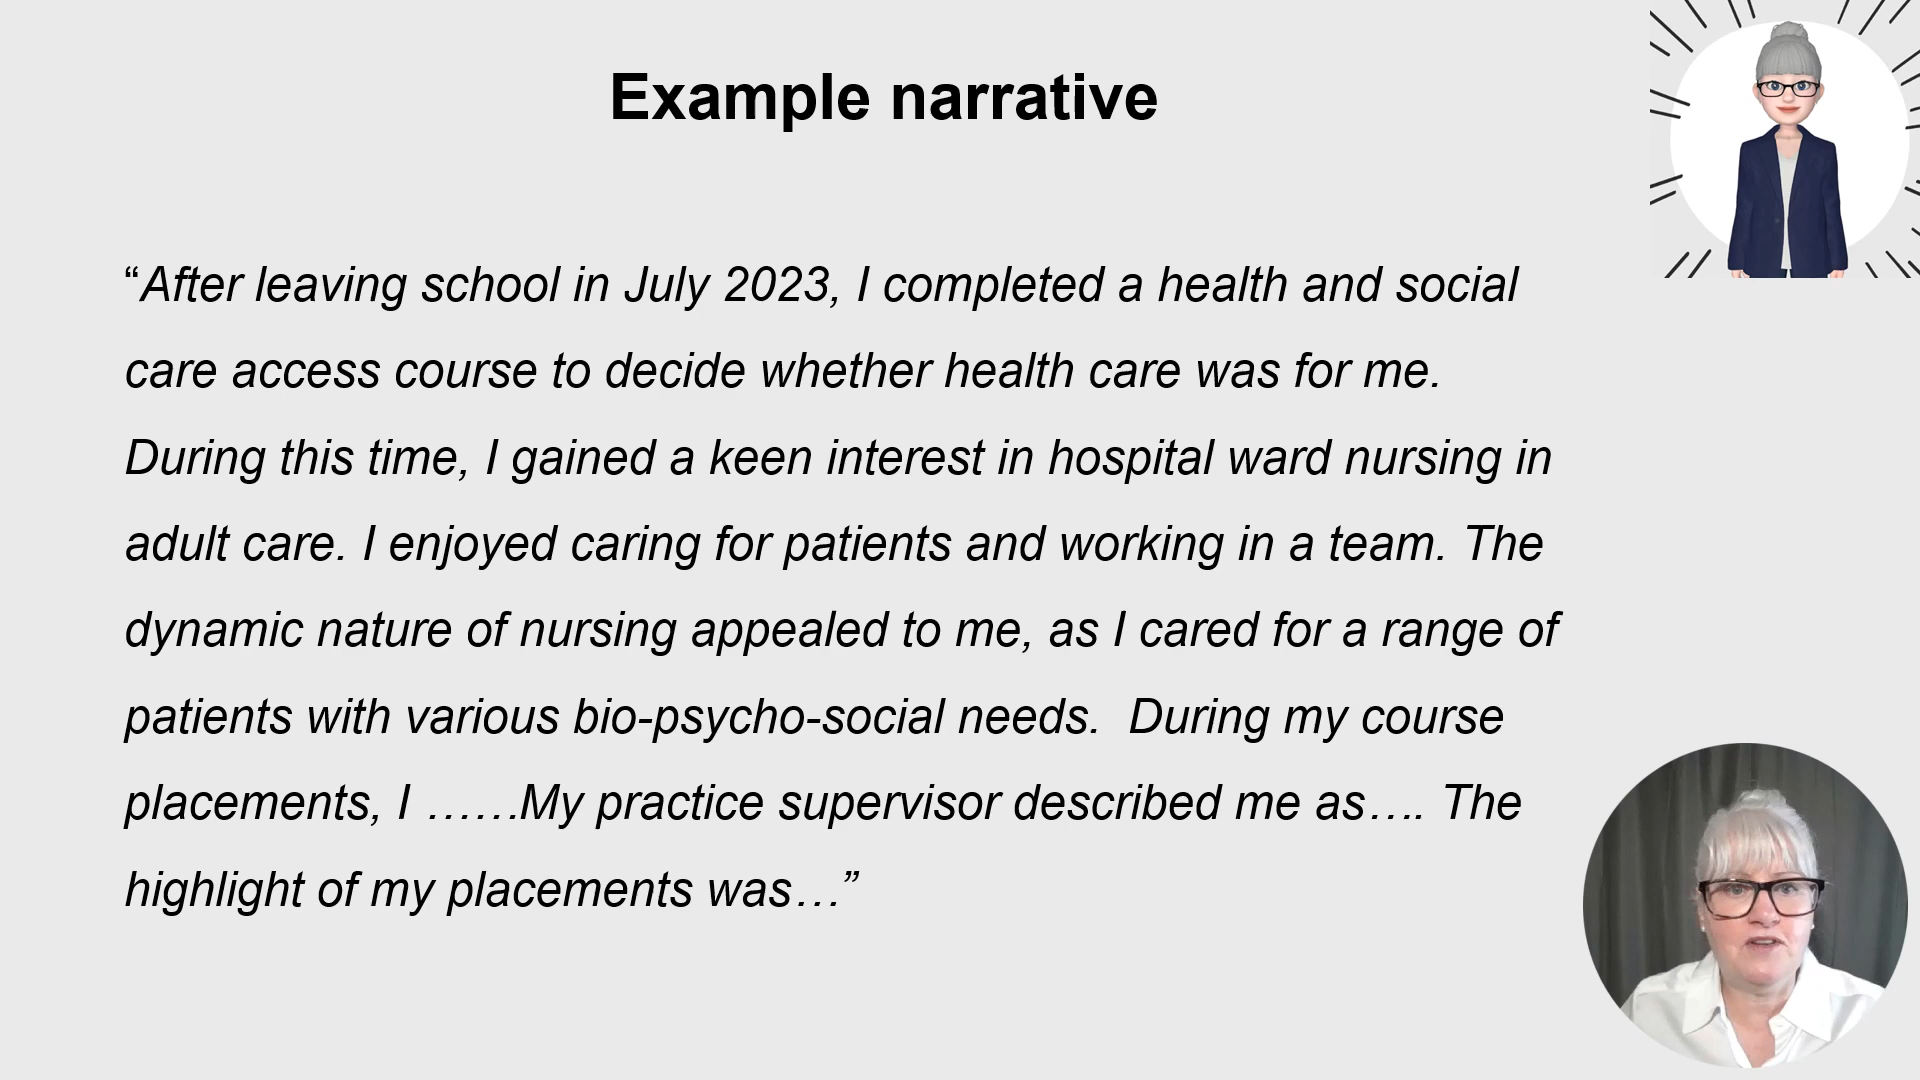 Example narrative
“After leaving school in July 2023, I completed a health and social
care access course to decide whether health care was for me.
During this time, I gained a keen interest in hospital ward nursing in
adult care. I enjoyed caring for patients and working in a team. The
dynamic nature of nursing appealed to me, as I cared for a range of
patients with various bio-psycho-social needs.  During my course
placements, I ……My practice supervisor described me as…. The
highlight of my placements was…”